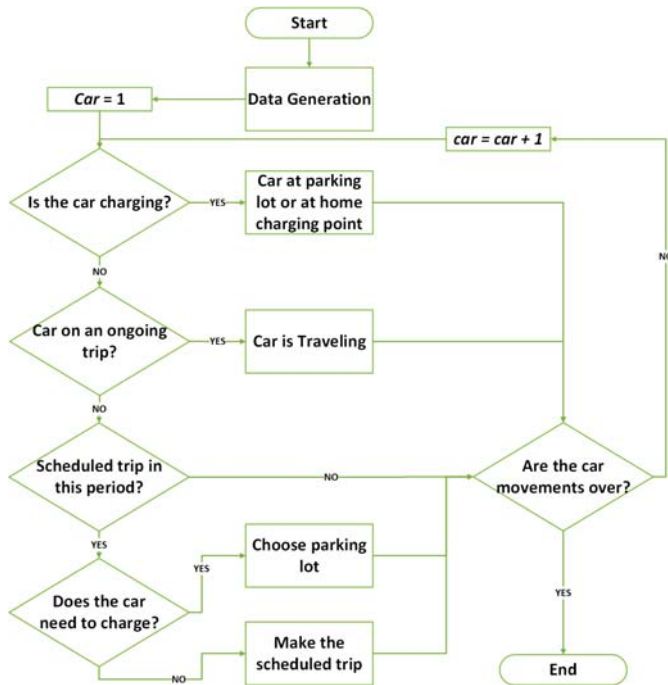 Start
Data Generation
Car = 1
car = car + 1
Is the car charging?
YES
Car at parking
lot or at home
charging point
NO
NO
Car on an ongoing
trip?
YES
Car is Traveling
NO
Scheduled trip in
this period?
NO
Are the car
movements over?
YES
Choose parking
lot
YES
Does the car
need to charge?
YES
Make the
scheduled trip
NO
End